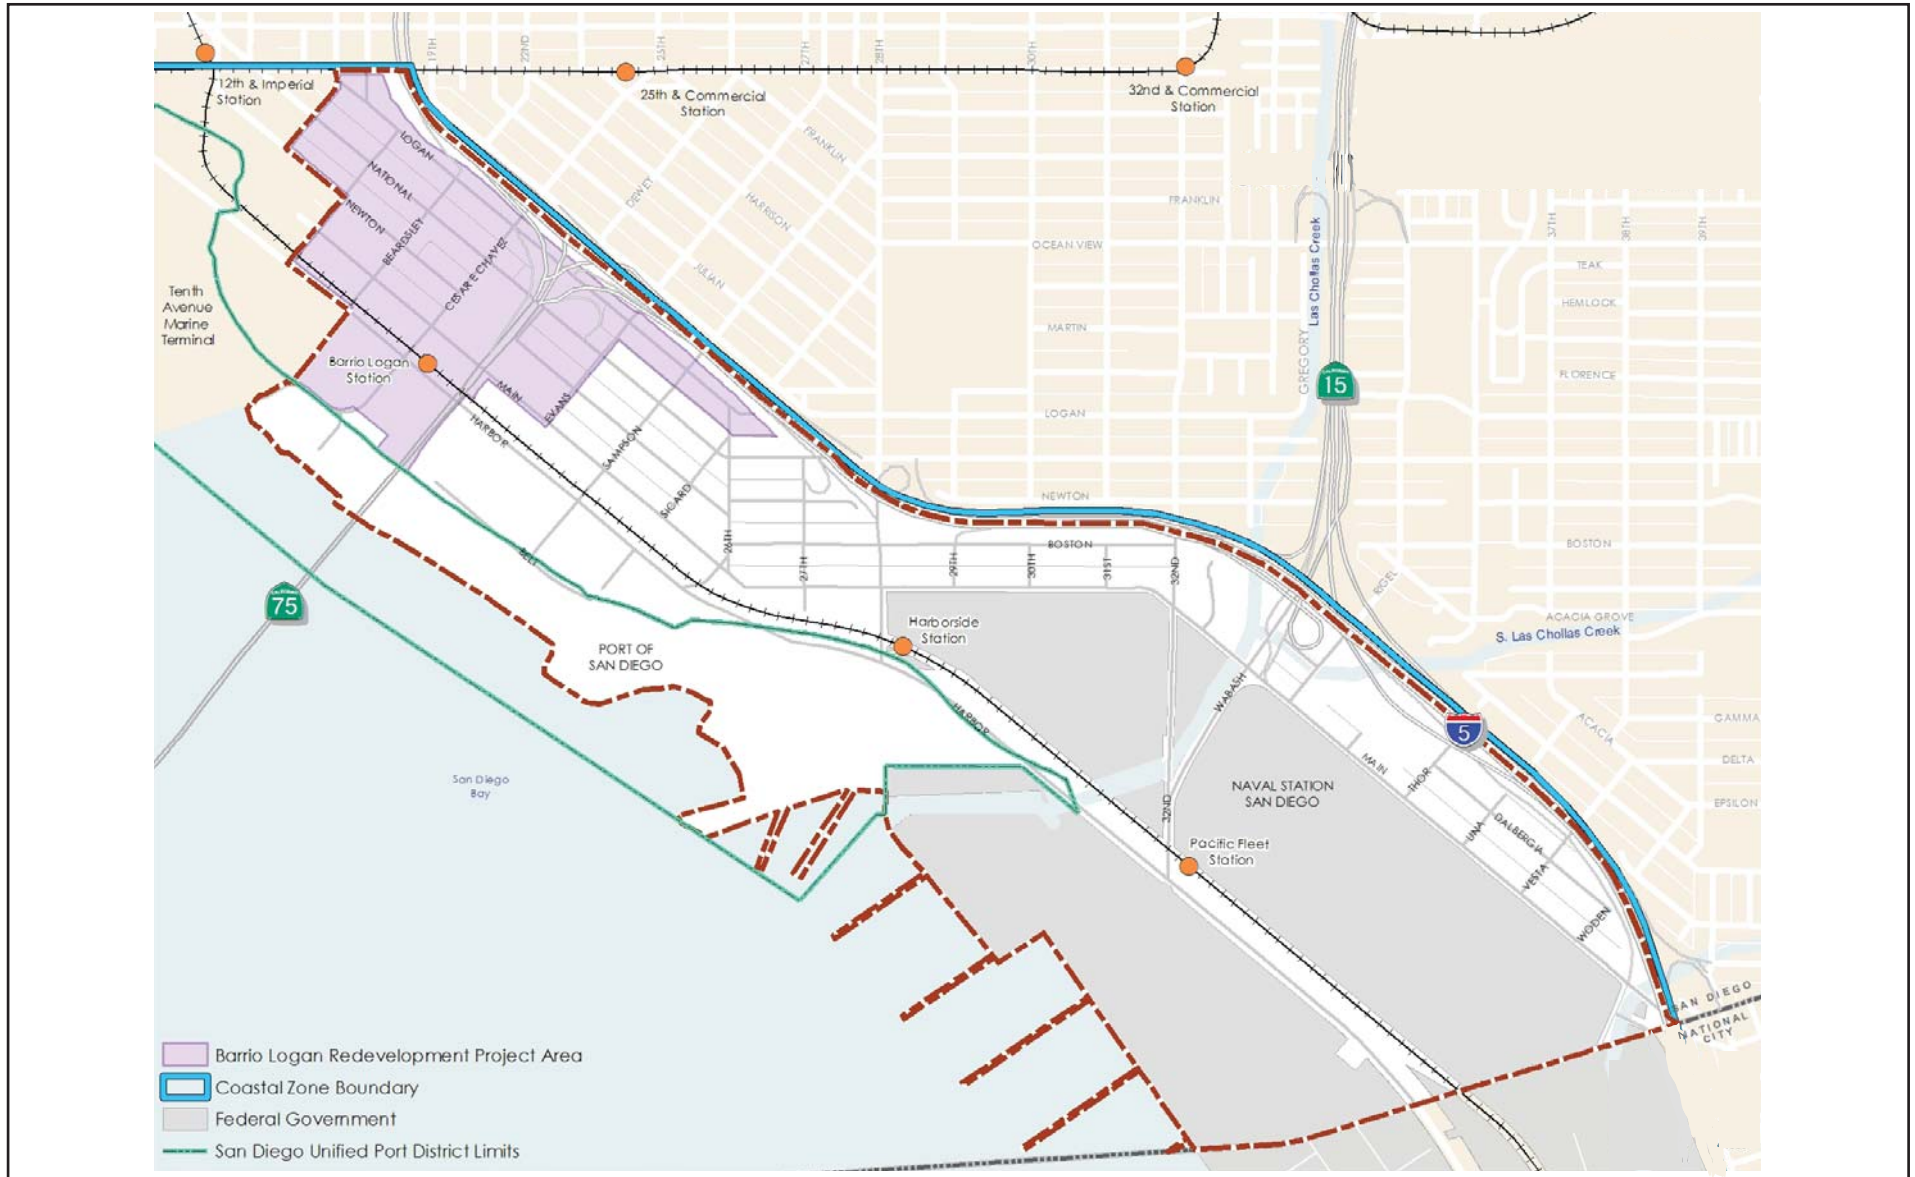 19TH
22ND
25TH
27TH
28TH
30TH
12th & Imperial
Station
25th & Commercial
Station
32nd & Commercial
Station
LOGAN
NATIONAL
NEWTON
BEARDSLEY
CESAR E CHAVEZ
FRANKLIN
DEWEY
HARRISON
JULIAN
FRANKLIN
OCEAN VIEW
MARTIN
LOGAN
NEWTON
BOSTON
GREGORY
Las Chollas Creek
CALIFORNIA
15
37TH
38TH
39TH
TEAK
HEMLOCK
FLORENCE
BOSTON
RIGEL
ACACIA GROVE
S. Las Chollas Creek
ACACIA
GAMMA
DELTA
EPSILON
Tenth
Avenue
Marine
Terminal
Barrio Logan
Station
MAIN
EVANS
HARBOR
SAMPSON
SICARD
BELT
26TH
27TH
29TH
30TH
31ST
32ND
CALIFORNIA
75
PORT OF
SAN DIEGO
Harborside
Station
HARBOR
WABASH
32ND
NAVAL STATION
SAN DIEGO
Pacific Fleet
Station
5
MAIN
THOR
UNA
DALBERGIA
VESTA
WODEN
San Diego
Bay
SAN DIEGO
NATIONAL
CITY
Barrio Logan Redevelopment Project Area
Coastal Zone Boundary
Federal Government
San Diego Unified Port District Limits